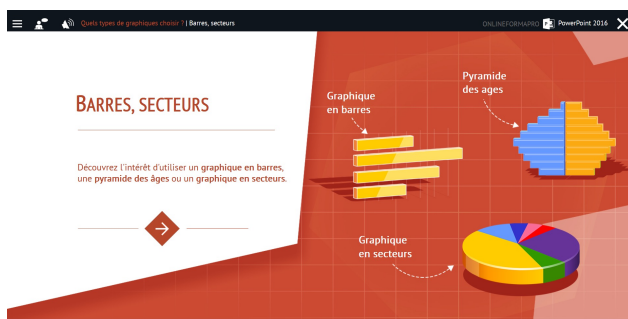 Quels types de graphiques choisir ? | Barres, secteurs
ONLINEFORMAPRO PowerPoint 2016
BARRES, SECTEURS
Découvrez l'intérêt d'utiliser un graphique en barres,
une pyramide des âges ou un graphique en secteurs.
Graphique
en barres
Pyramide
des ages
Graphique
en secteurs